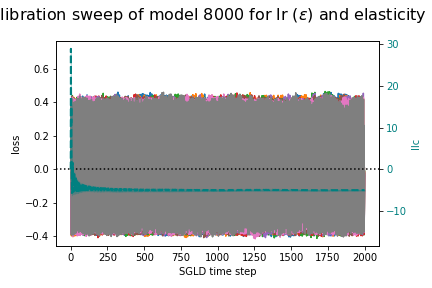 libration sweep of model 8000 for lr (ε) and elasticity
30
0.6
20
0.4
loss
0.2
10
llc
0.0
0
−0.2
−10
−0.4
0 250 500 750 1000 1250 1500 1750 2000
SGLD time step